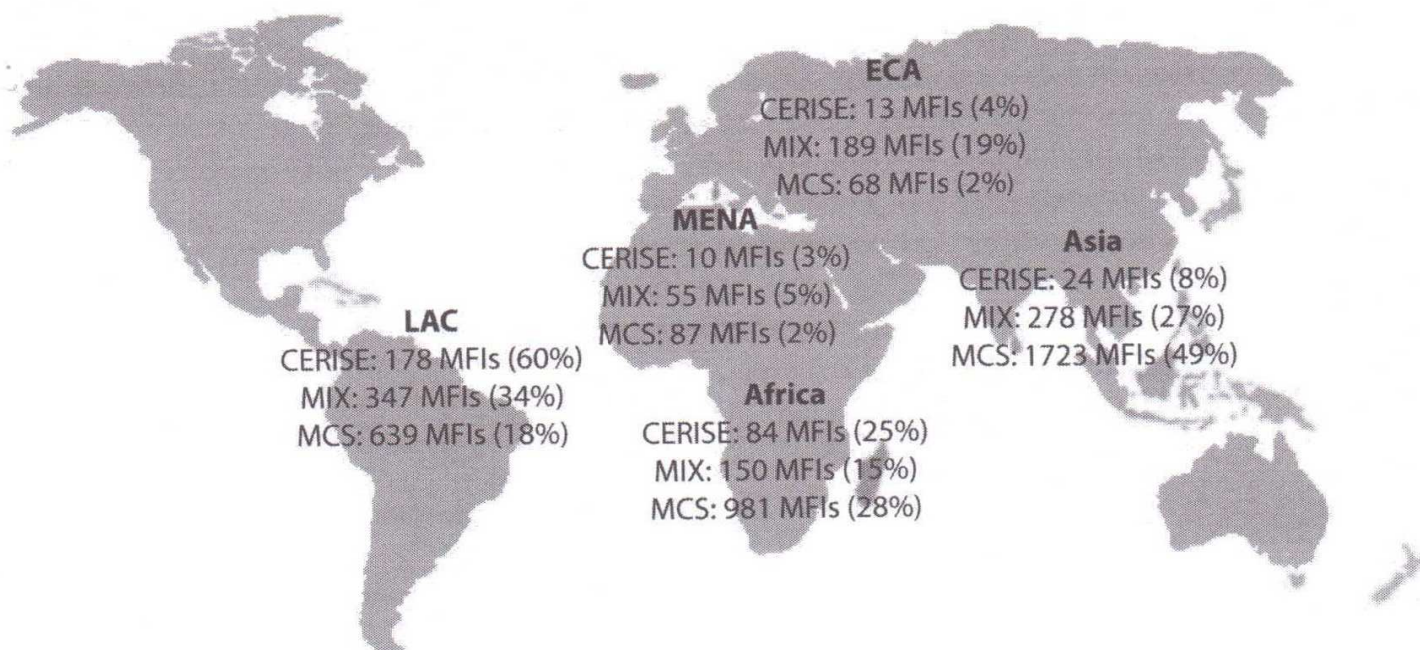 ECA
CERISE: 13 MFIs (4%)
MIX: 189 MFIs (19%)
MCS: 68 MFIs (2%)
MENA
CERISE: 10 MFIs (3%)
MIX: 55 MFIs (5%)
MCS: 87 MFIs (2%)
Asia
CERISE: 24 MFIs (8%)
MIX: 278 MFIs (27%)
MCS: 1723 MFIs (49%)
LAC
CERISE: 178 MFIs (60%)
MIX: 347 MFIs (34%)
MCS: 639 MFIs (18%)
Africa
CERISE: 84 MFIs (25%)
MIX: 150 MFIs (15%)
MCS: 981 MFIs (28%)